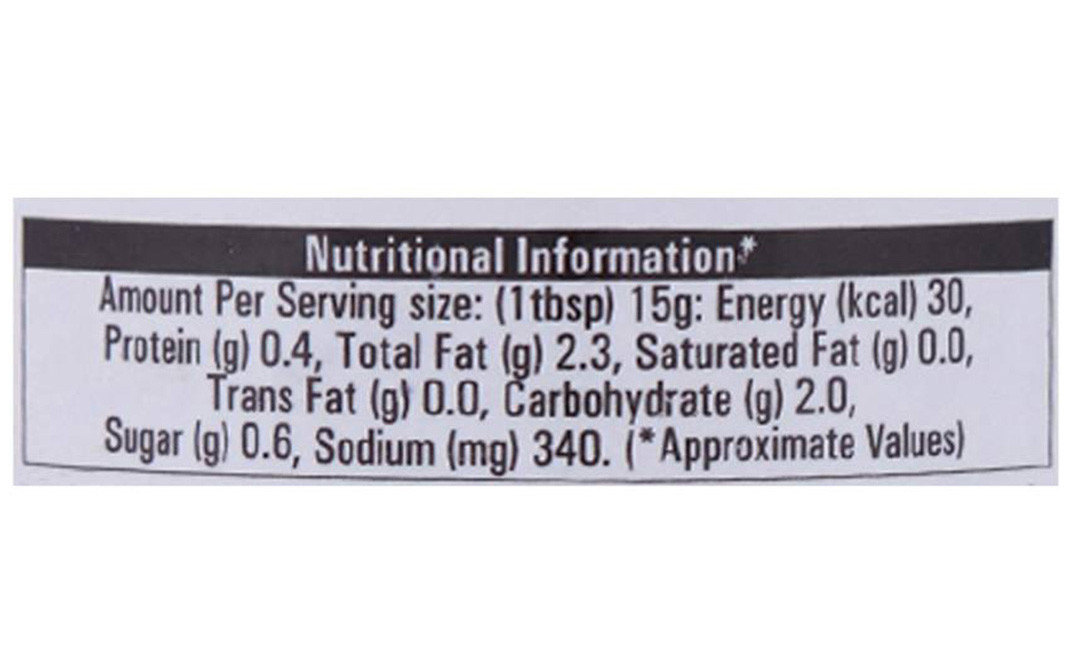 Nutritional Information*
Amount Per Serving size: (1tbsp) 15g: Energy (kcal) 30,
Protein (g) 0.4, Total Fat (g) 2.3, Saturated Fat (g) 0.0,
Trans Fat (g) 0.0, Carbohydrate (g) 2.0,
Sugar (g) 0.6, Sodium (mg) 340. (*Approximate Values)